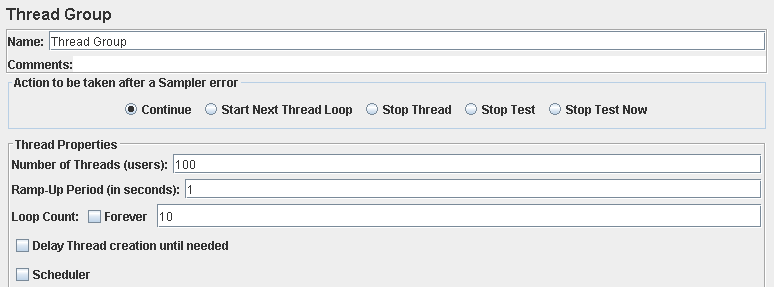 Thread Group
Name: Thread Group
Comments:
Action to be taken after a Sampler error
Continue Start Next Thread Loop Stop Thread Stop Test Stop Test Now
Thread Properties
Number of Threads (users): 100
Ramp-Up Period (in seconds): 1
Loop Count: Forever 10
Delay Thread creation until needed
Scheduler